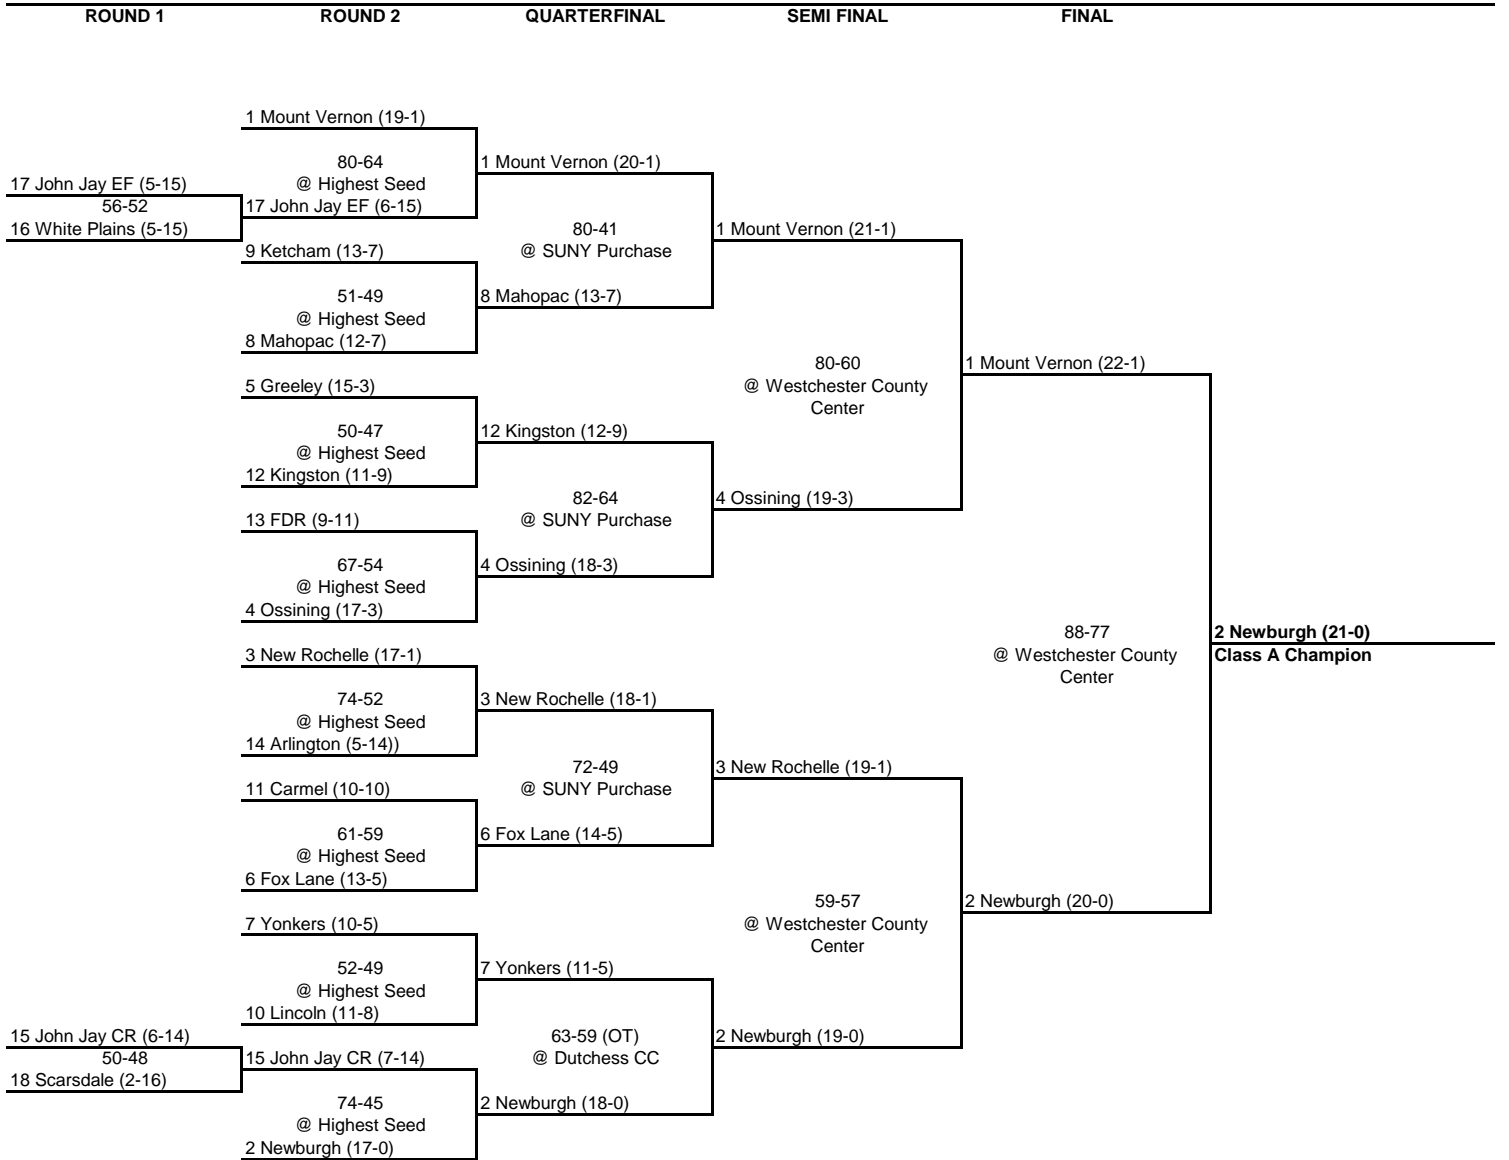 ROUND 1 ROUND 2 QUARTERFINAL SEMI FINAL FINAL
1 Mount Vernon (19-1)
80-64
@ Highest Seed
1 Mount Vernon (20-1)
17 John Jay EF (5-15)
56-52
17 John Jay EF (6-15)
16 White Plains (5-15)
80-41
@ SUNY Purchase
1 Mount Vernon (21-1)
9 Ketcham (13-7)
51-49
@ Highest Seed
8 Mahopac (13-7)
8 Mahopac (12-7)
80-60
@ Westchester County
Center
1 Mount Vernon (22-1)
5 Greeley (15-3)
50-47
@ Highest Seed
12 Kingston (12-9)
12 Kingston (11-9)
82-64
@ SUNY Purchase
4 Ossining (19-3)
13 FDR (9-11)
67-54
@ Highest Seed
4 Ossining (18-3)
4 Ossining (17-3)
88-77
@ Westchester County
Center
2 Newburgh (21-0)
Class A Champion
3 New Rochelle (17-1)
74-52
@ Highest Seed
3 New Rochelle (18-1)
14 Arlington (5-14))
72-49
@ SUNY Purchase
3 New Rochelle (19-1)
11 Carmel (10-10)
61-59
@ Highest Seed
6 Fox Lane (14-5)
6 Fox Lane (13-5)
59-57
@ Westchester County
Center
2 Newburgh (20-0)
7 Yonkers (10-5)
52-49
@ Highest Seed
7 Yonkers (11-5)
10 Lincoln (11-8)
63-59 (OT)
@ Dutchess CC
2 Newburgh (19-0)
15 John Jay CR (6-14)
50-48
15 John Jay CR (7-14)
18 Scarsdale (2-16)
74-45
@ Highest Seed
2 Newburgh (18-0)
2 Newburgh (17-0)